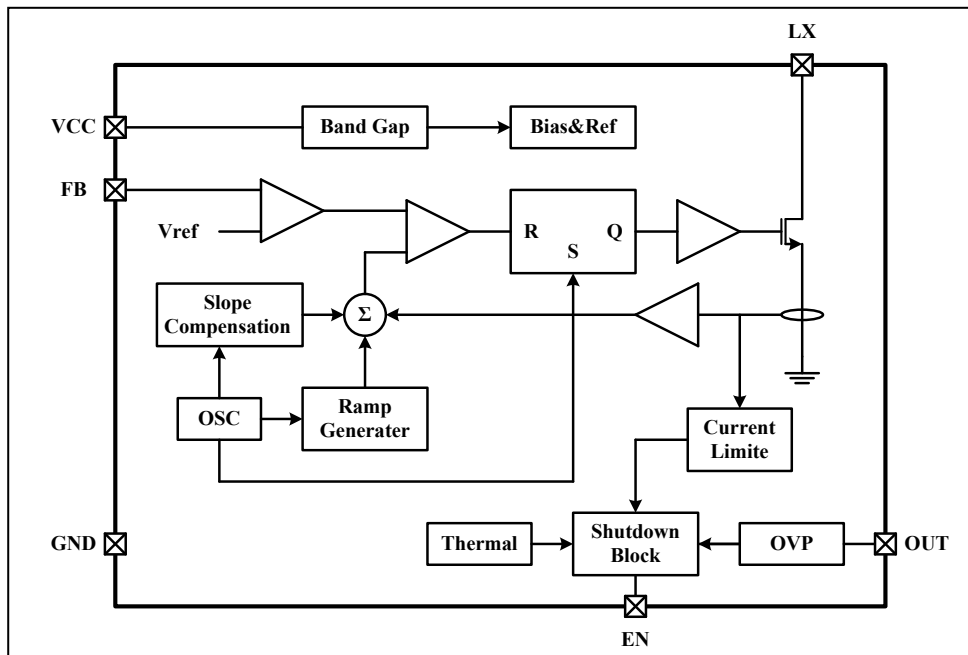 LX
VCC
Band Gap
Bias&Ref
FB
Vref
R
Q
S
Slope
Compensation
Σ
OSC
Ramp
Generater
Current
Limite
GND
Thermal
Shutdown
Block
OVP
OUT
EN